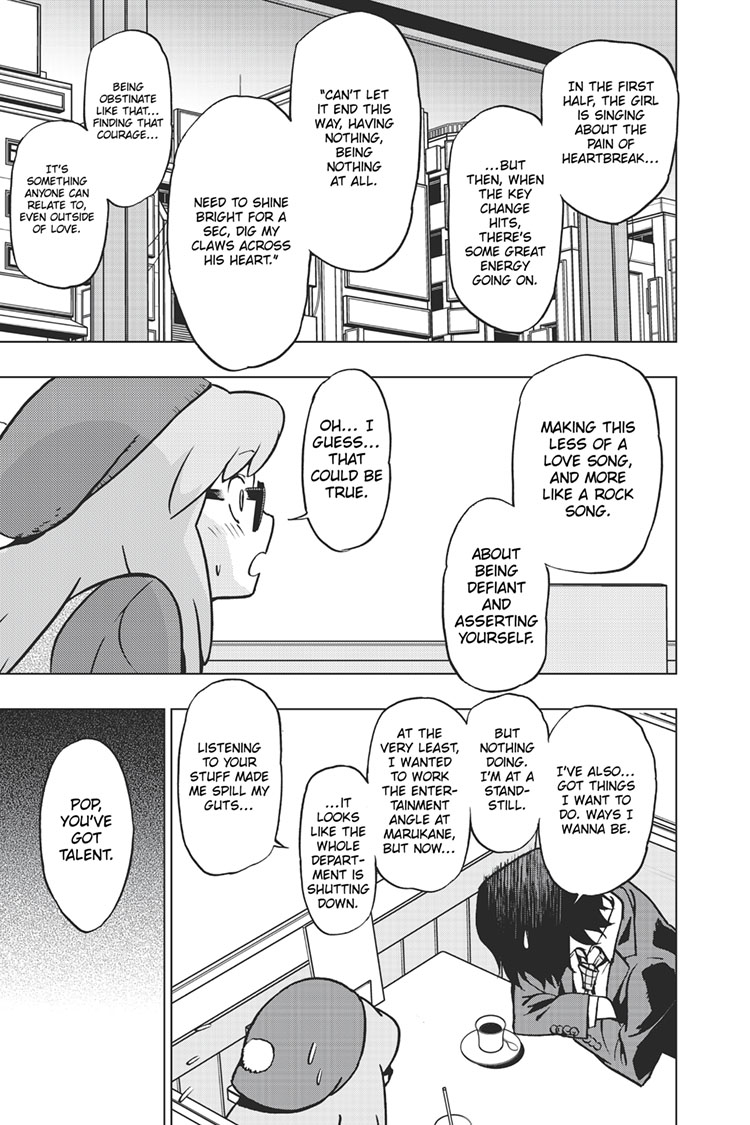 IN THE FIRST
HALF, THE GIRL
IS SINGING
ABOUT THE
PAIN OF
HEARTBREAK...
...BUT
THEN, WHEN
THE KEY
CHANGE
HITS,
THERE'S
SOME GREAT
ENERGY
GOING ON.
"CAN'T LET
IT END THIS
WAY, HAVING
NOTHING,
BEING
NOTHING
AT ALL.
NEED TO SHINE
BRIGHT FOR A
SEC, DIG MY
CLAWS ACROSS
HIS HEART."
BEING
OBSTINATE
LIKE THAT...
FINDING THAT
COURAGE...
IT'S
SOMETHING
ANYONE CAN
RELATE TO,
EVEN OUTSIDE
OF LOVE.
MAKING THIS
LESS OF A
LOVE SONG,
AND MORE
LIKE A ROCK
SONG.
ABOUT
BEING
DEFIANT
AND
ASSERTING
YOURSELF.
OH... I
GUESS...
THAT
COULD BE
TRUE.
I'VE ALSO...
GOT THINGS
I WANT TO
DO. WAYS I
WANNA BE.
BUT
NOTHING
DOING.
I'M AT A
STAND-
STILL.
AT THE
VERY LEAST,
I WANTED
TO WORK
THE ENTER-
TAINMENT
ANGLE AT
MARUKANE,
BUT NOW...
...IT
LOOKS
LIKE THE
WHOLE
DEPART-
MENT IS
SHUTTING
DOWN.
LISTENING
TO YOUR
STUFF MADE
ME SPILL MY
GUTS...
POP,
YOU'VE
GOT
TALENT.